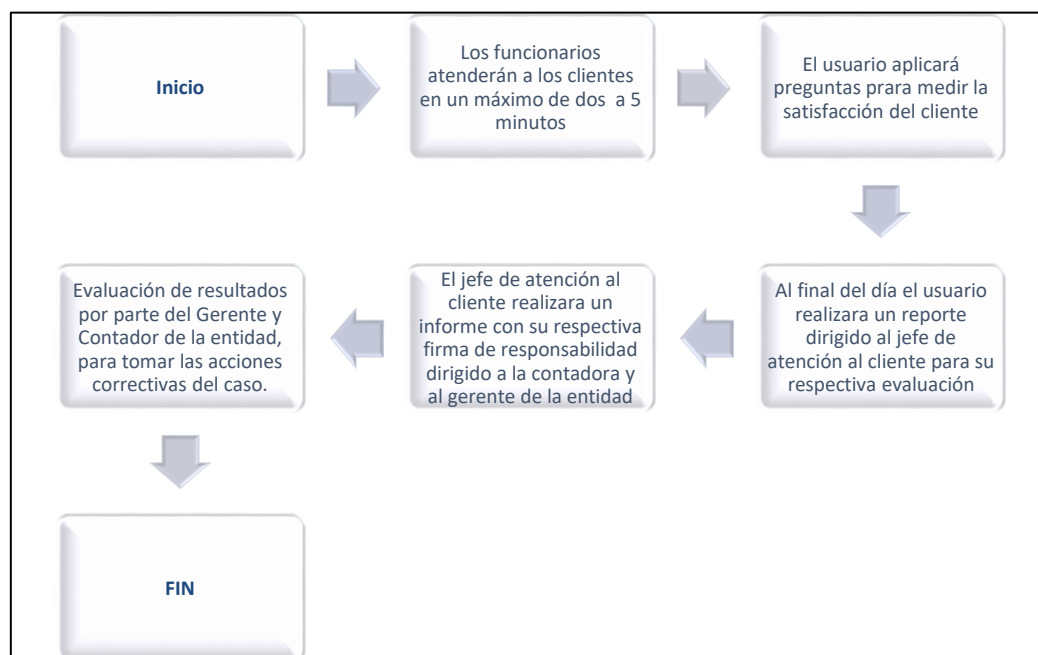 Inicio
Los funcionarios
atenderán a los clientes
en un máximo de dos a 5
minutos
El usuario aplicará
preguntas prara medir la
satisfacción del cliente
Al final del día el usuario
realizara un reporte
dirigido al jefe de
atención al cliente para su
respectiva evaluación
El jefe de atención al
cliente realizara un
informe con su respectiva
firma de responsabilidad
dirigido a la contadora y
al gerente de la entidad
Evaluación de resultados
por parte del Gerente y
Contador de la entidad,
para tomar las acciones
correctivas del caso.
FIN